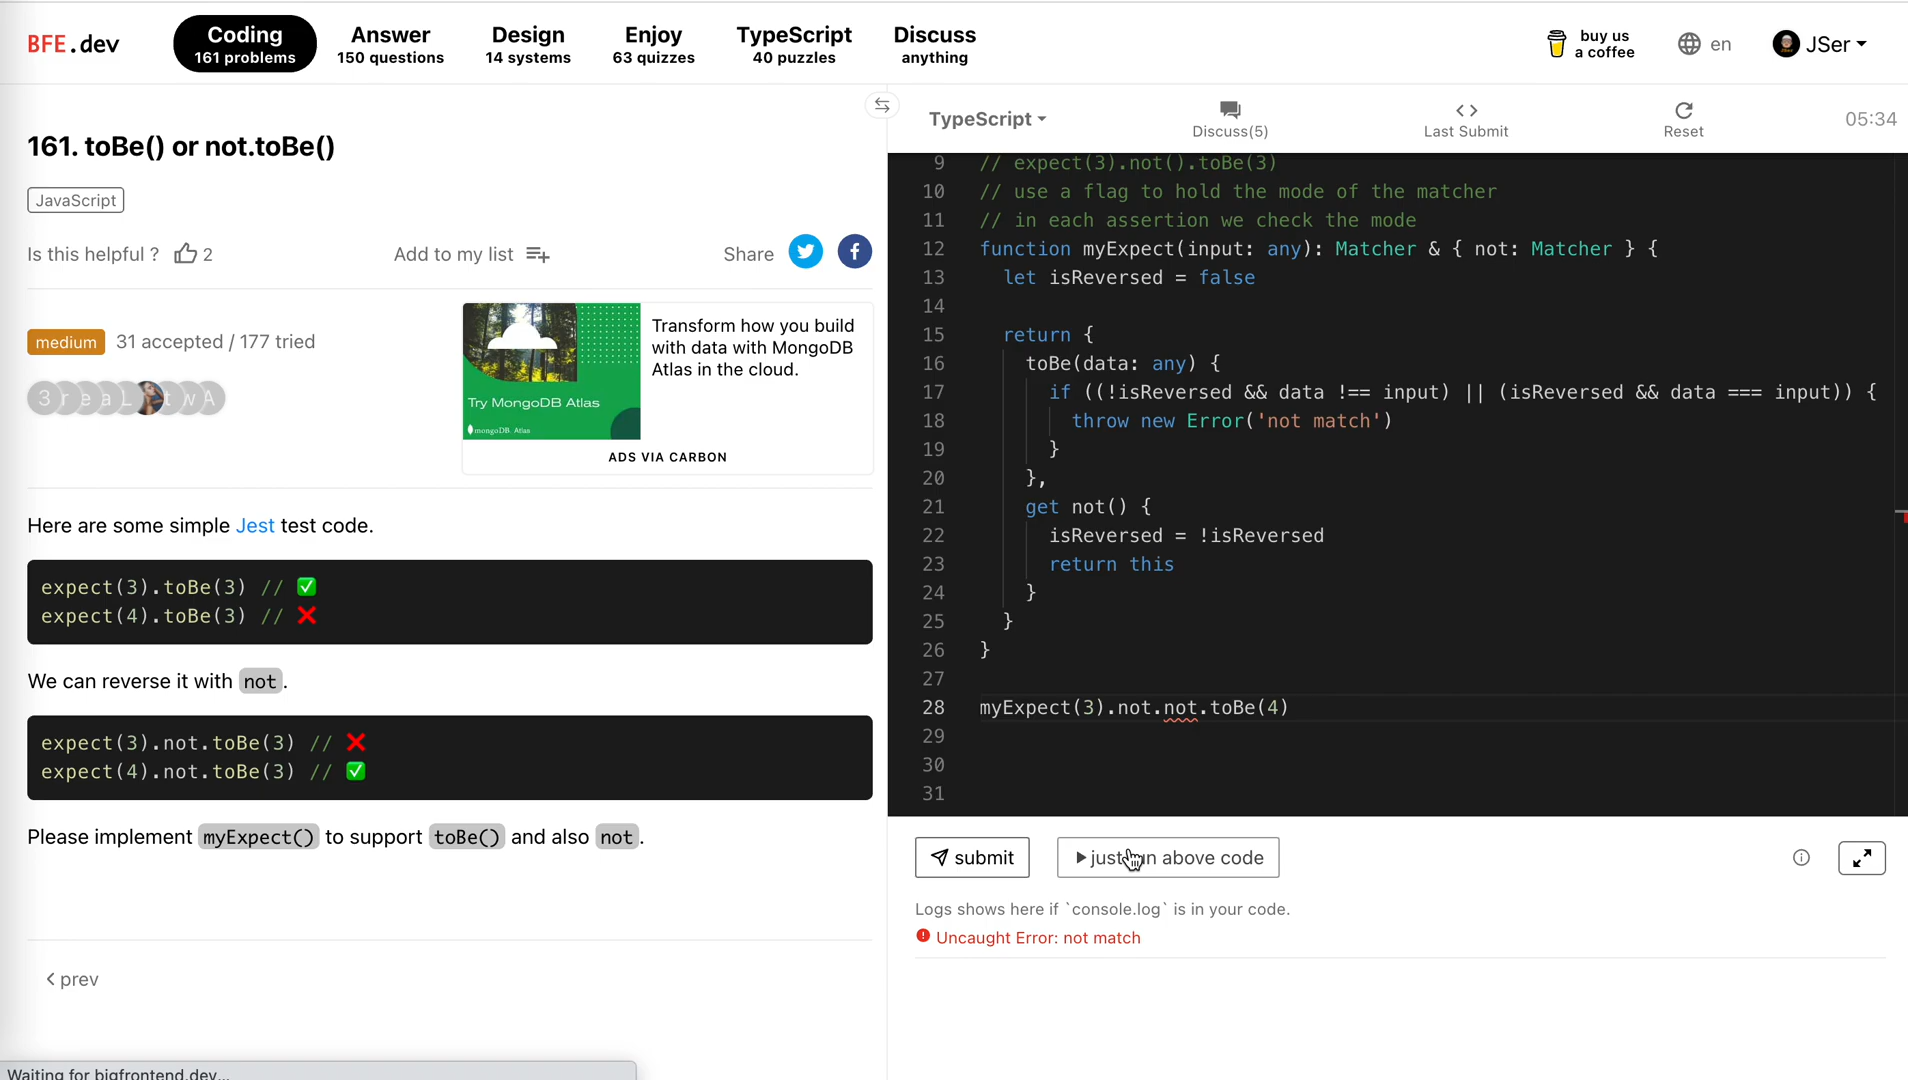 BFE.dev
Coding
161 problems
Answer
150 questions
Design
14 systems
Enjoy
63 quizzes
TypeScript
40 puzzles
Discuss
anything
buy us
a coffee
en
JSer
161. toBe() or not.toBe()
JavaScript
Is this helpful ? 2
Add to my list
Share
medium 31 accepted / 177 tried
3 r e a L t v A
Try MongoDB Atlas
mongoDB. Atlas
Transform how you build
with data with MongoDB
Atlas in the cloud.
ADS VIA CARBON
Here are some simple Jest test code.
expect(3).toBe(3) // ✅
expect(4).toBe(3) // ❌
We can reverse it with not.
expect(3).not.toBe(3) // ❌
expect(4).not.toBe(3) // ✅
Please implement myExpect() to support toBe() and also not.
< prev
Waiting for bigfrontend.dev...
TypeScript
Discuss(5)
Last Submit
Reset
05:34
9 // expect(3).not().toBe(3)
10 // use a flag to hold the mode of the matcher
11 // in each assertion we check the mode
12 function myExpect(input: any): Matcher & { not: Matcher } {
13 let isReversed = false
14
15 return {
16 toBe(data: any) {
17 if ((!isReversed && data !== input) || (isReversed && data === input)) {
18 throw new Error('not match')
19 }
20 },
21 get not() {
22 isReversed = !isReversed
23 return this
24 }
25 }
26 }
27
28 myExpect(3).not.not.toBe(4)
29
30
31
submit
just above code
Logs shows here if `console.log` is in your code.
Uncaught Error: not match